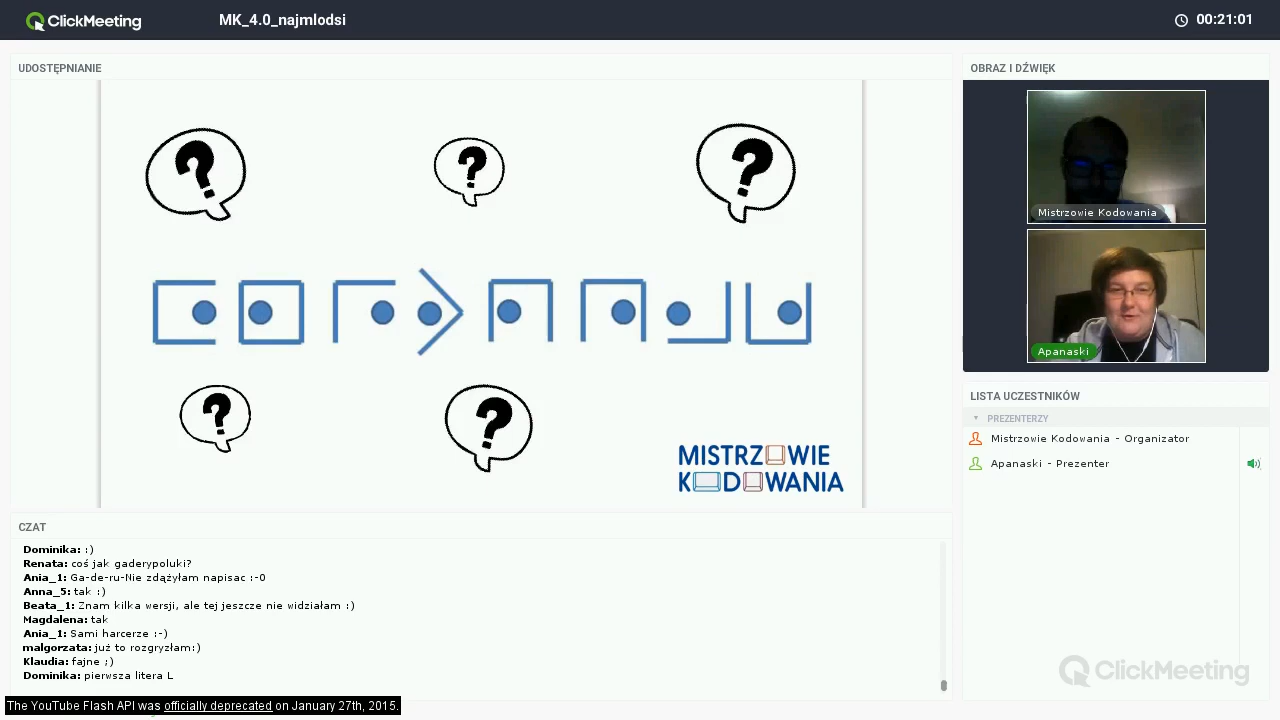 ClickMeeting
MK_4.0_najmlodsi
00:21:01
UDOSTĘPNIANIE
OBRAZ I DŹWIĘK
?
?
?
Mistrzowie Kodowania
Apanaski
?
?
MISTRZOWIE
KODOWANIA
LISTA UCZESTNIKÓW
PREZENTERZY
Mistrzowie Kodowania - Organizator
Apanaski - Prezenter
CZAT
Dominika: :)
Renata: coś jak gaderypoluki?
Ania_1: Ga-de-ru-Nie zdążyłam napisac :-0
Anna_5: tak :)
Beata_1: Znam kilka wersji, ale tej jeszcze nie widziałam :)
Magdalena: tak
Ania_1: Sami harcerze :-)
malgorzata: już to rozgryzłam:)
Klaudia: fajne ;)
Dominika: pierwsza litera L
ClickMeeting
The YouTube Flash API was officially deprecated on January 27th, 2015.